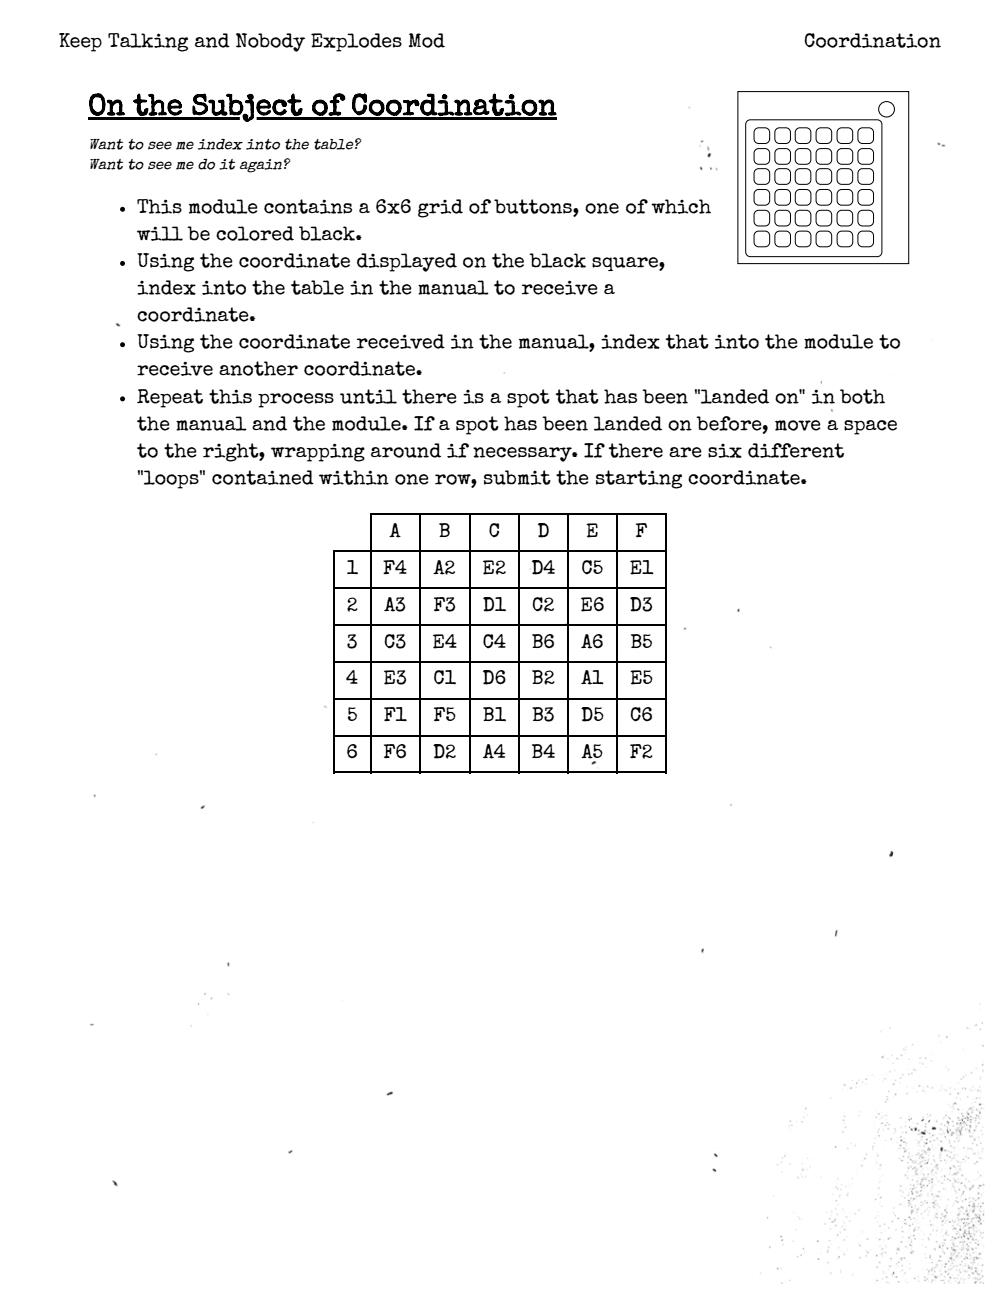 Keep Talking and Nobody Explodes Mod
Coordination
On the Subject of Coordination
Want to see me index into the table?
Want to see me do it again?
• This module contains a 6x6 grid of buttons, one of which
will be colored black.
• Using the coordinate displayed on the black square,
index into the table in the manual to receive a
coordinate.
• Using the coordinate received in the manual, index that into the module to
receive another coordinate.
• Repeat this process until there is a spot that has been "landed on" in both
the manual and the module. If a spot has been landed on before, move a space
to the right, wrapping around if necessary. If there are six different
"loops" contained within one row, submit the starting coordinate.
A B C D E F
1 F4 A2 E2 D4 C5 E1
2 A3 F3 D1 C2 E6 D3
3 C3 E4 C4 B6 A6 B5
4 E3 C1 D6 B2 A1 E5
5 F1 F5 B1 B3 D5 C6
6 F6 D2 A4 B4 A5 F2